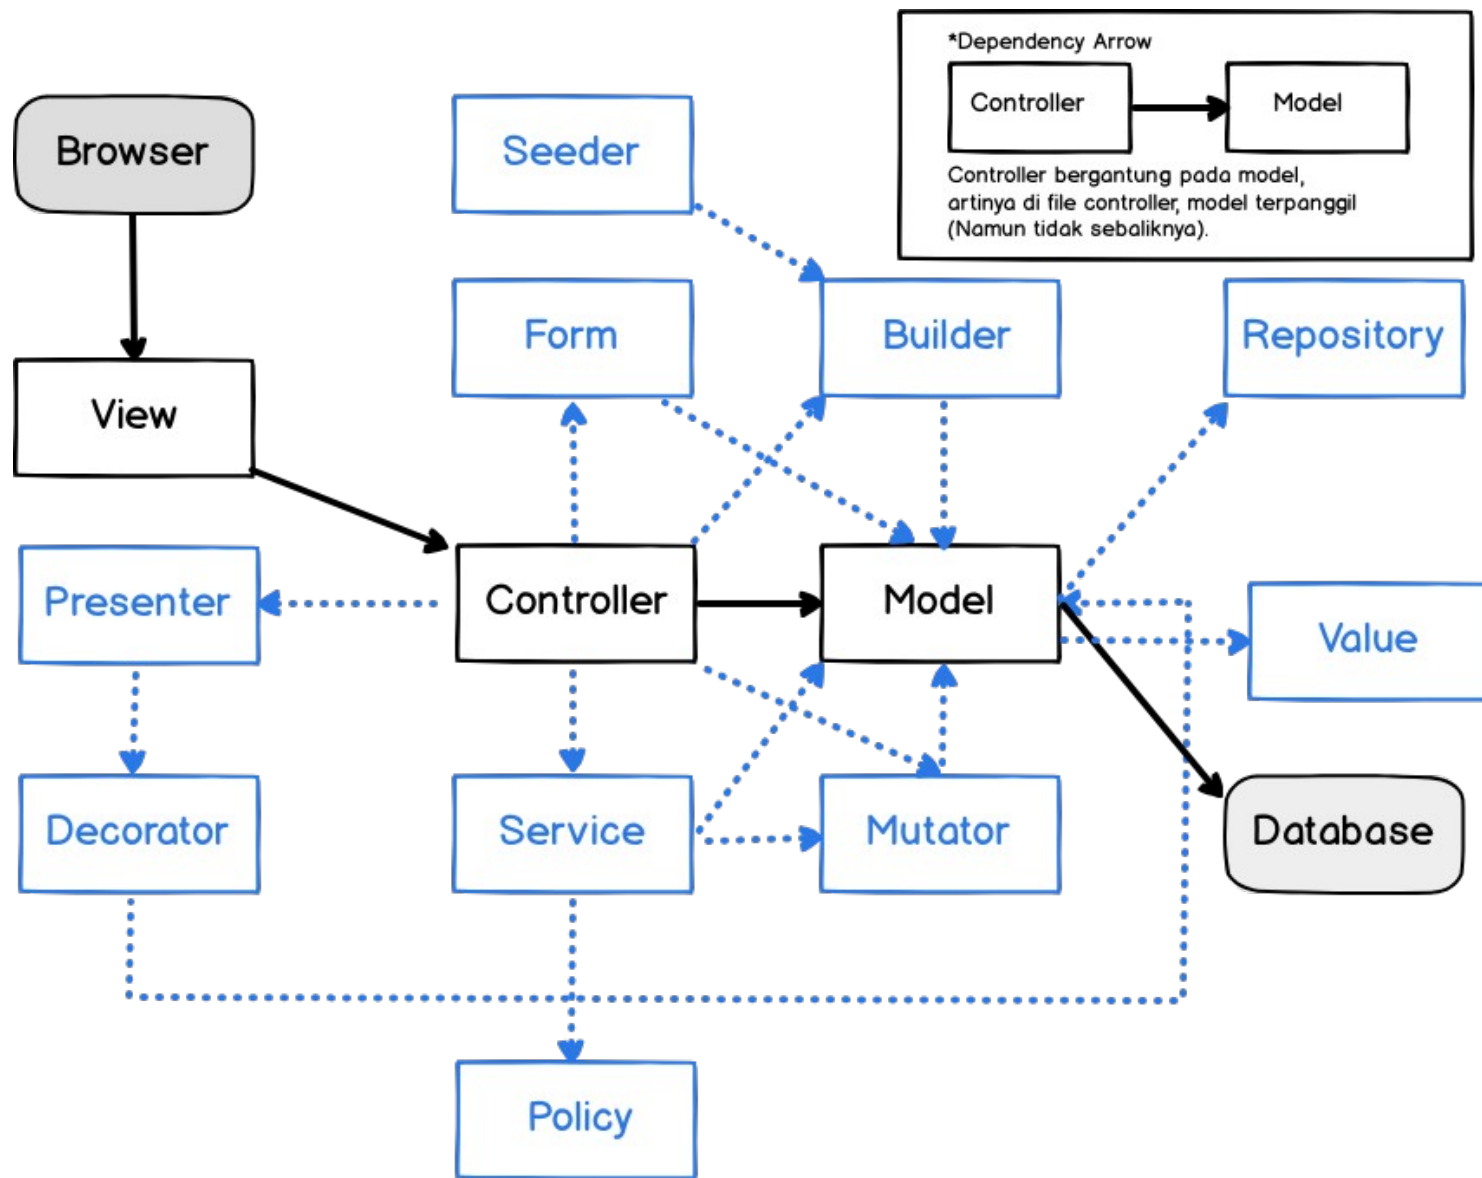 *Dependency Arrow
Controller
Model
Controller bergantung pada model,
artinya di file controller, model terpanggil
(Namun tidak sebaliknya).
Browser
Seeder
Form
Builder
Repository
View
Presenter
Controller
Model
Value
Decorator
Service
Mutator
Database
Policy